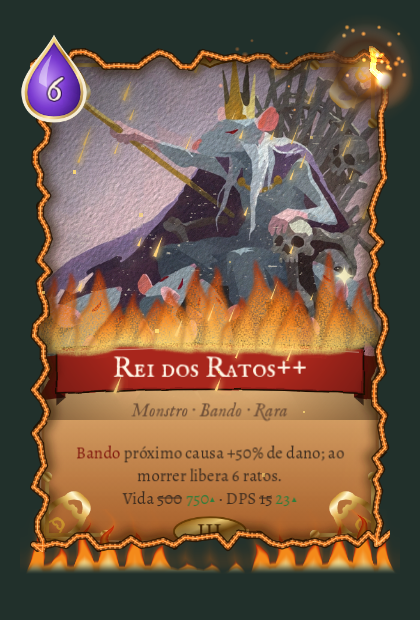 6
Rei dos Ratos++
Monstro · Bando · Rara
Bando próximo causa +50% de dano; ao
morrer libera 6 ratos.
Vida 500 750▲ · DPS 15 23▲
III